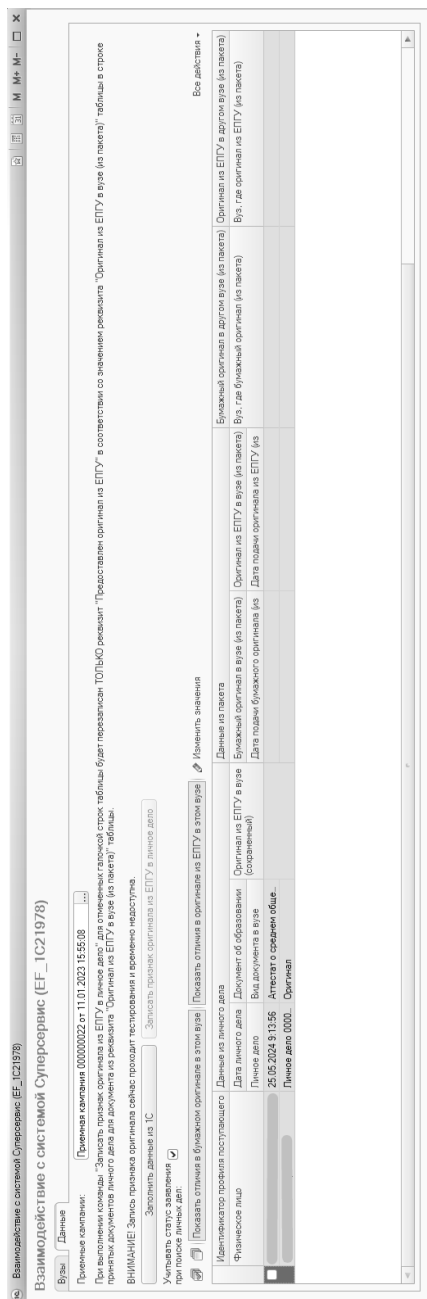 Взаимодействие с системой Суперсервис (EF_1C21978)
M M+ M-
Взаимодействие с системой Суперсервис (EF_1C21978)
Вузы Данные
Приемные кампании: Приемная кампания 000000022 от 11.01.2023 15:55:08 ...
При выполнении команды "Записать признак оригинала из ЕПГУ в личное дело" для отмеченных галочкой строк таблицы будет перезаписан ТОЛЬКО реквизит "Предоставлен оригинал из ЕПГУ" в соответствии со значением реквизита "Оригинал из ЕПГУ в вузе (из пакета)" таблицы в строке
принятых документов личного дела для документа из реквизита "Оригинал из ЕПГУ в вузе (из пакета)" таблицы.
ВНИМАНИЕ! Запись признака оригинала сейчас проходит тестирования и временно недоступна.
Заполнить данные из 1С Записать признак оригинала из ЕПГУ в личное дело
Учитывать статус заявления
при поиске личных дел:
Показать отличия в бумажном оригинале в этом вузе Показать отличия в оригинале из ЕПГУ в этом вузе Изменить значения Все действия
Идентификатор профиля поступающего Данные из личного дела Данные из пакета Бумажный оригинал в другом вузе (из пакета) Оригинал из ЕПГУ в другом вузе (из пакета)
Физическое лицо Дата личного дела Документ об образовании Оригинал из ЕПГУ в вузе (сохраненный) Бумажный оригинал в вузе (из пакета) Оригинал из ЕПГУ в вузе (из пакета) Вуз, где бумажный оригинал (из пакета) Вуз, где оригинал из ЕПГУ (из пакета)
Личное дело Вид документа в вузе Дата подачи бумажного оригинала (из Дата подачи оригинала из ЕПГУ (из
25.05.2024 9:13:56 Аттестат о среднем обще...
Личное дело 0000... Оригинал